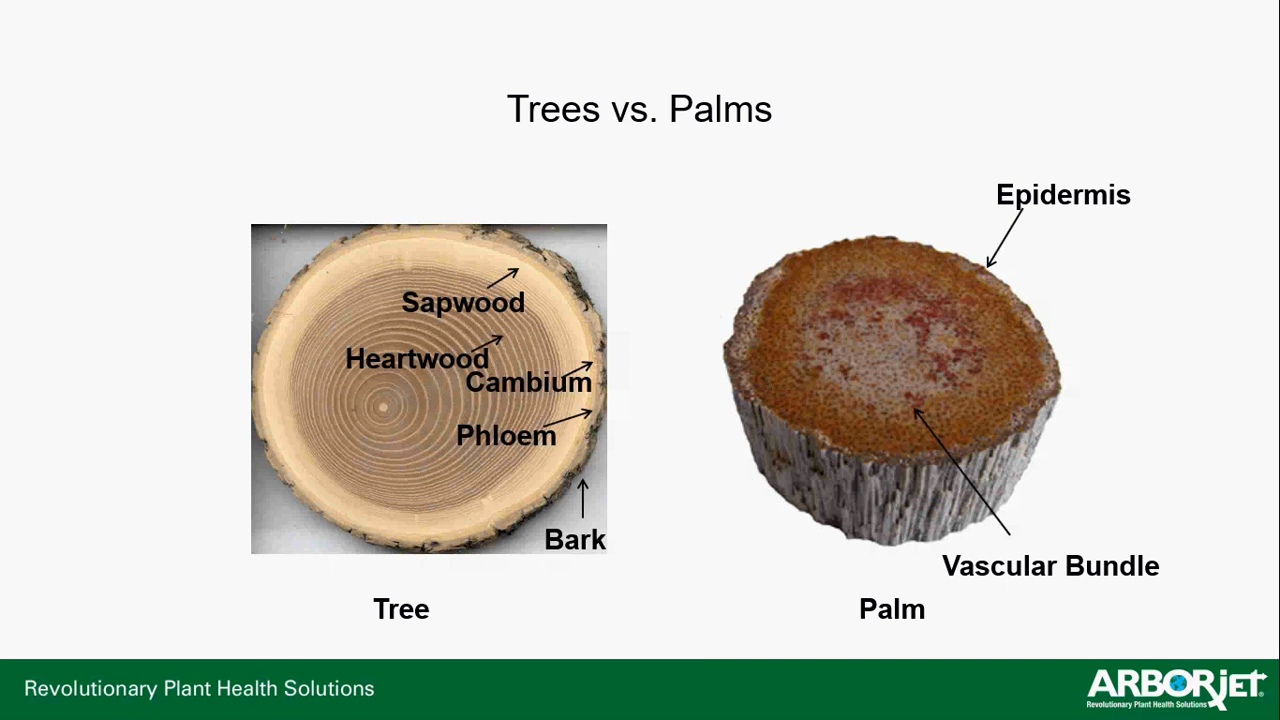 Trees vs. Palms
Epidermis
Sapwood
Heartwood
Cambium
Phloem
Bark
Vascular Bundle
Tree
Palm
Revolutionary Plant Health Solutions
ARBORjET
Revolutionary Plant Health Solutions